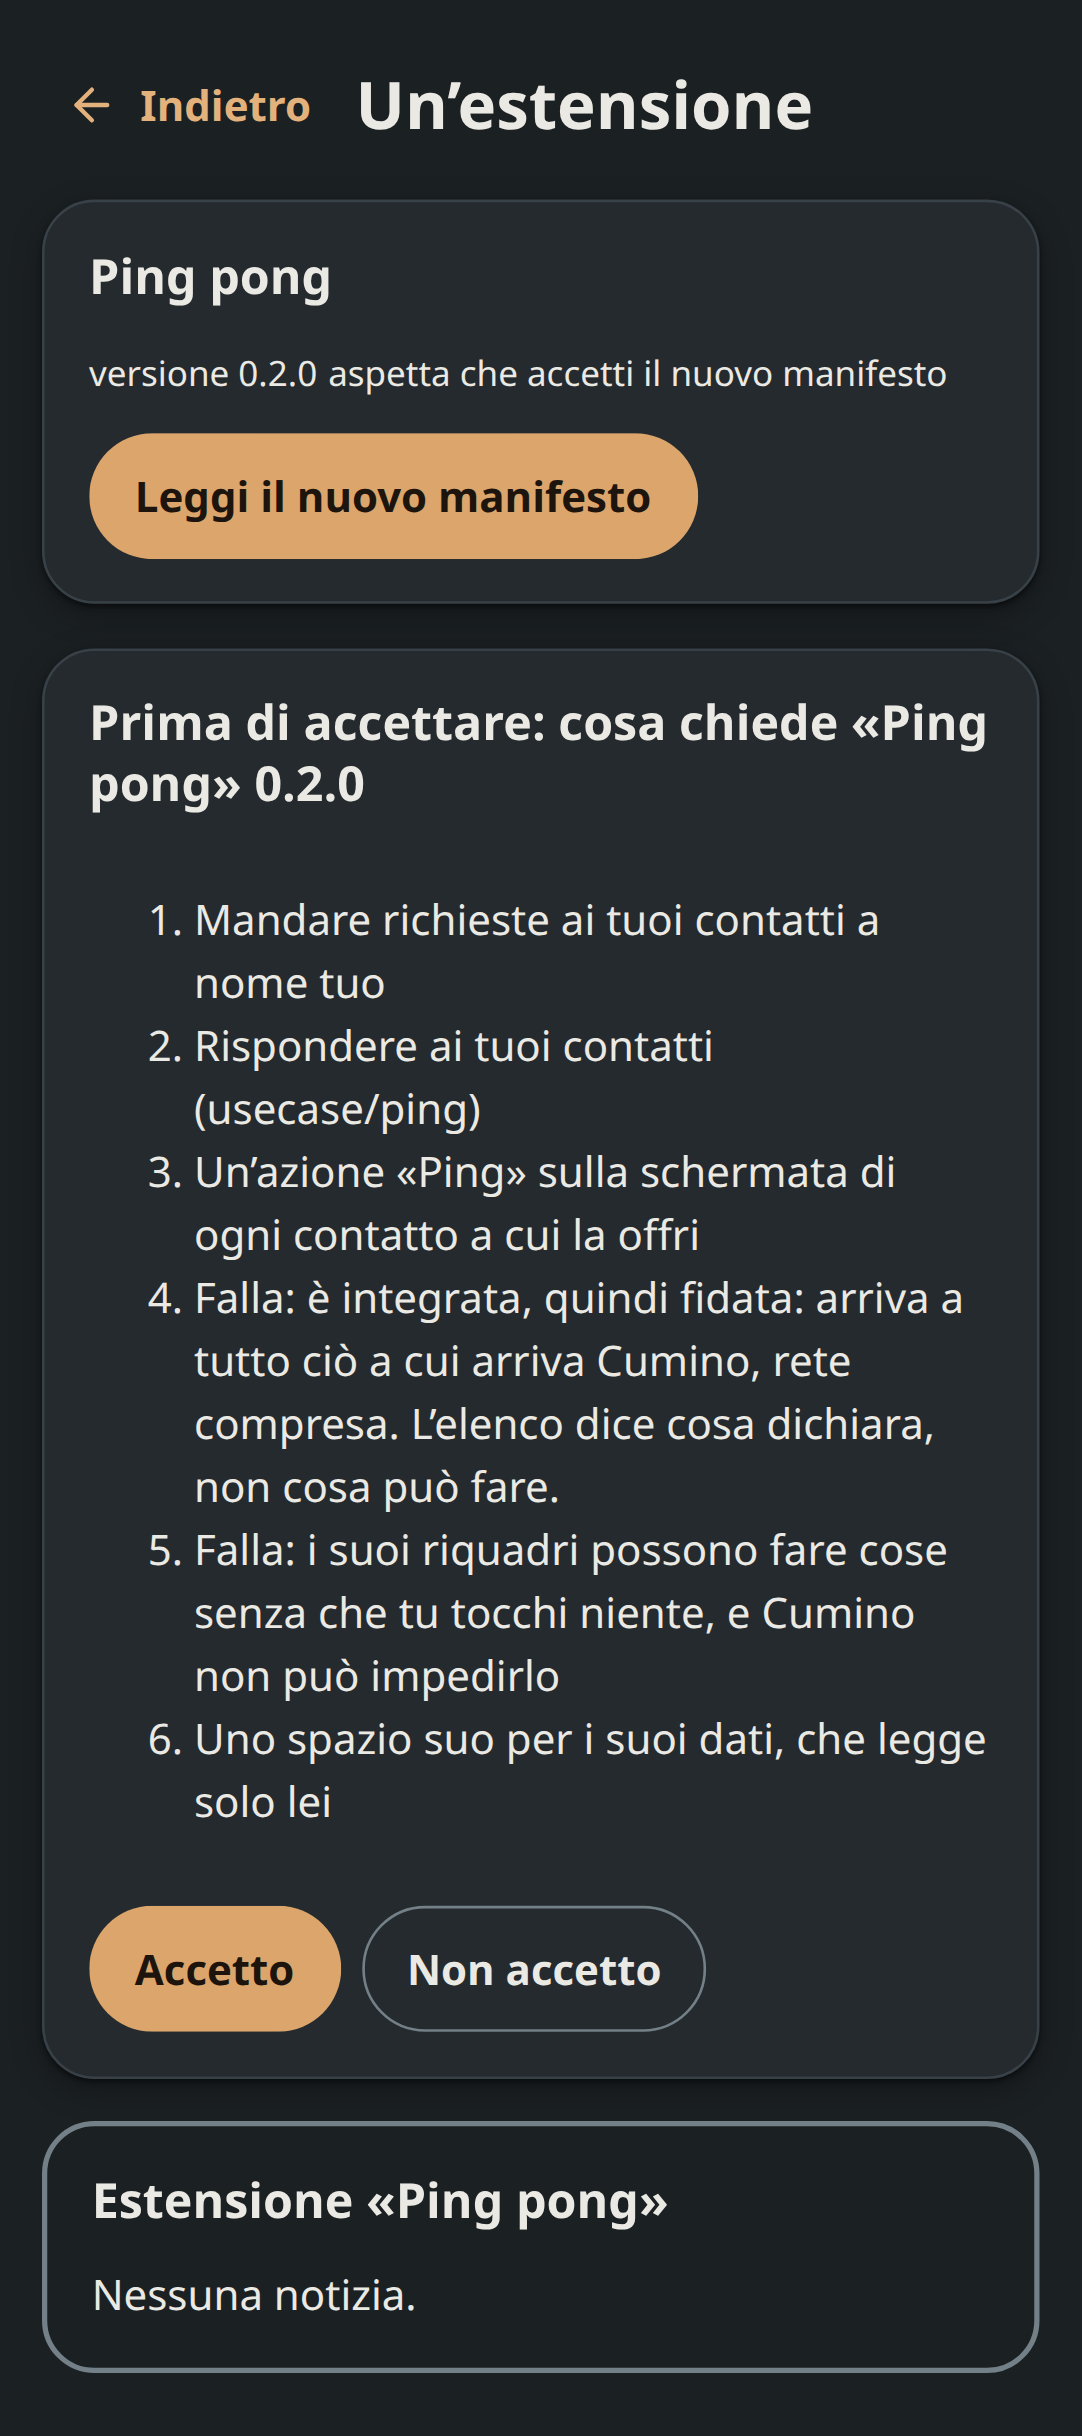 Indietro
Un’estensione
Ping pong
versione 0.2.0 aspetta che accetti il nuovo manifesto
Leggi il nuovo manifesto
Prima di accettare: cosa chiede «Ping
pong» 0.2.0
1. Mandare richieste ai tuoi contatti a
nome tuo
2. Rispondere ai tuoi contatti
(usecase/ping)
3. Un’azione «Ping» sulla schermata di
ogni contatto a cui la offri
4. Falla: è integrata, quindi fidata: arriva a
tutto ciò a cui arriva Cumino, rete
compresa. L’elenco dice cosa dichiara,
non cosa può fare.
5. Falla: i suoi riquadri possono fare cose
senza che tu tocchi niente, e Cumino
non può impedirlo
6. Uno spazio suo per i suoi dati, che legge
solo lei
Accetto
Non accetto
Estensione «Ping pong»
Nessuna notizia.